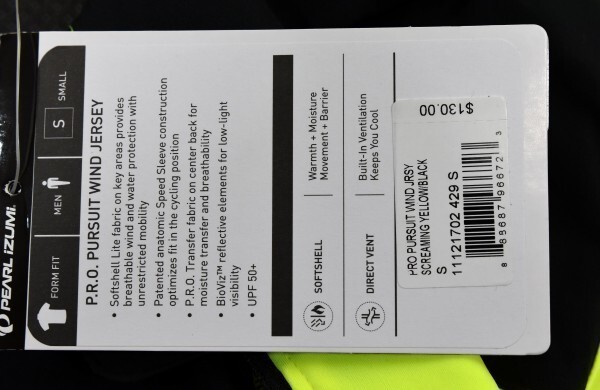 PEARL iZUMi.
FORM FIT
MEN
S
SMALL
P.R.O. PURSUIT WIND JERSEY
• Softshell Lite fabric on key areas provides
breathable wind and water protection with
unrestricted mobility
• Patented anatomic Speed Sleeve construction
optimizes fit in the cycling position
• P.R.O. Transfer fabric on center back for
moisture transfer and breathability
• BioViz™ reflective elements for low-light
visibility
• UPF 50+
SOFTSHELL
Warmth + Moisture
Movement + Barrier
DIRECT VENT
Built-In Ventilation
Keeps You Cool
PRO PURSUIT WIND JRSY
SCREAMING YELLOW/BLACK
S
11121702 429 S
8 85687 96672 3
$130.00